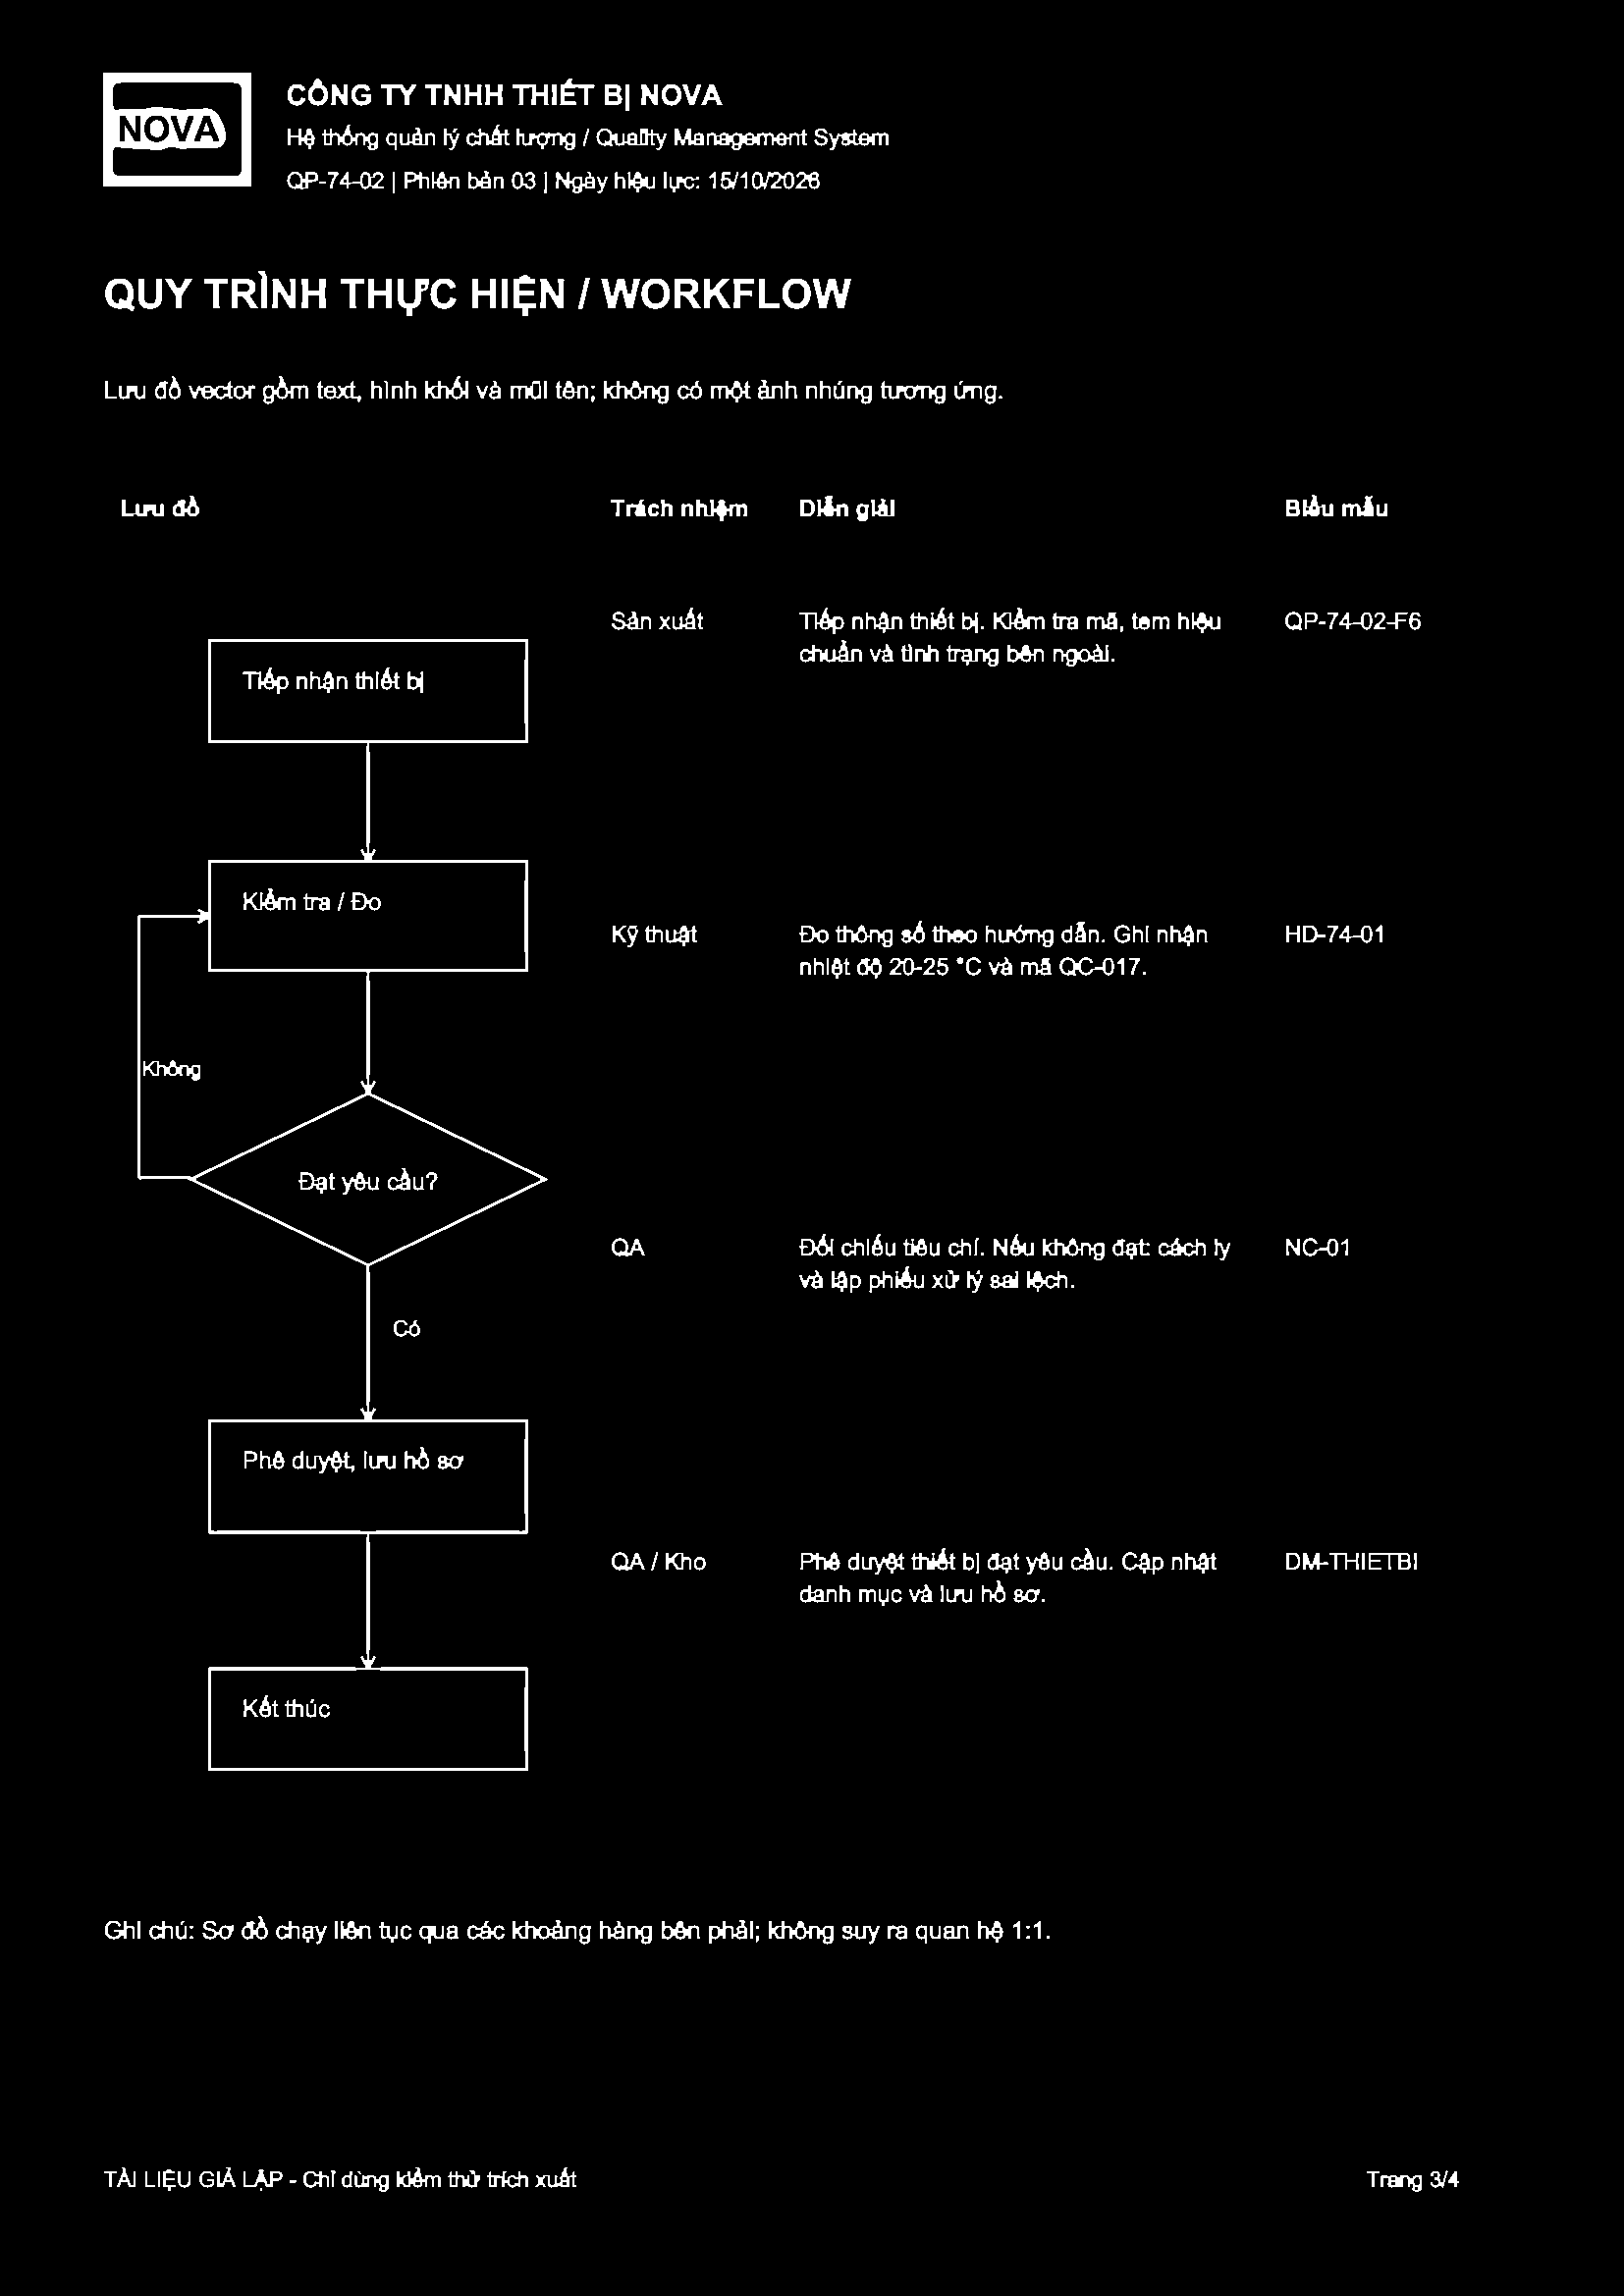 NOVA
CÔNG TY TNHH THIẾT BỊ NOVA
Hệ thống quản lý chất lượng / Quality Management System
QP-74-02 | Phiên bản 03 | Ngày hiệu lực: 15/10/2026
QUY TRÌNH THỰC HIỆN / WORKFLOW
Lưu đồ vector gồm text, hình khối và mũi tên; không có một ảnh nhúng tương ứng.
Lưu đồ Trách nhiệm Diễn giải Biểu mẫu
Sản xuất Tiếp nhận thiết bị. Kiểm tra mã, tem hiệu QP-74-02-F6
chuẩn và tình trạng bên ngoài.
Tiếp nhận thiết bị
Kiểm tra / Đo
Kỹ thuật Đo thông số theo hướng dẫn. Ghi nhận HD-74-01
nhiệt độ 20-25 °C và mã QC-017.
Không
Đạt yêu cầu?
QA Đối chiếu tiêu chí. Nếu không đạt: cách ly NC-01
và lập phiếu xử lý sai lệch.
Có
Phê duyệt, lưu hồ sơ
QA / Kho Phê duyệt thiết bị đạt yêu cầu. Cập nhật DM-THIETBI
danh mục và lưu hồ sơ.
Kết thúc
Ghi chú: Sơ đồ chạy liên tục qua các khoảng hàng bên phải; không suy ra quan hệ 1:1.
TÀI LIỆU GIẢ LẬP - Chỉ dùng kiểm thử trích xuất Trang 3/4